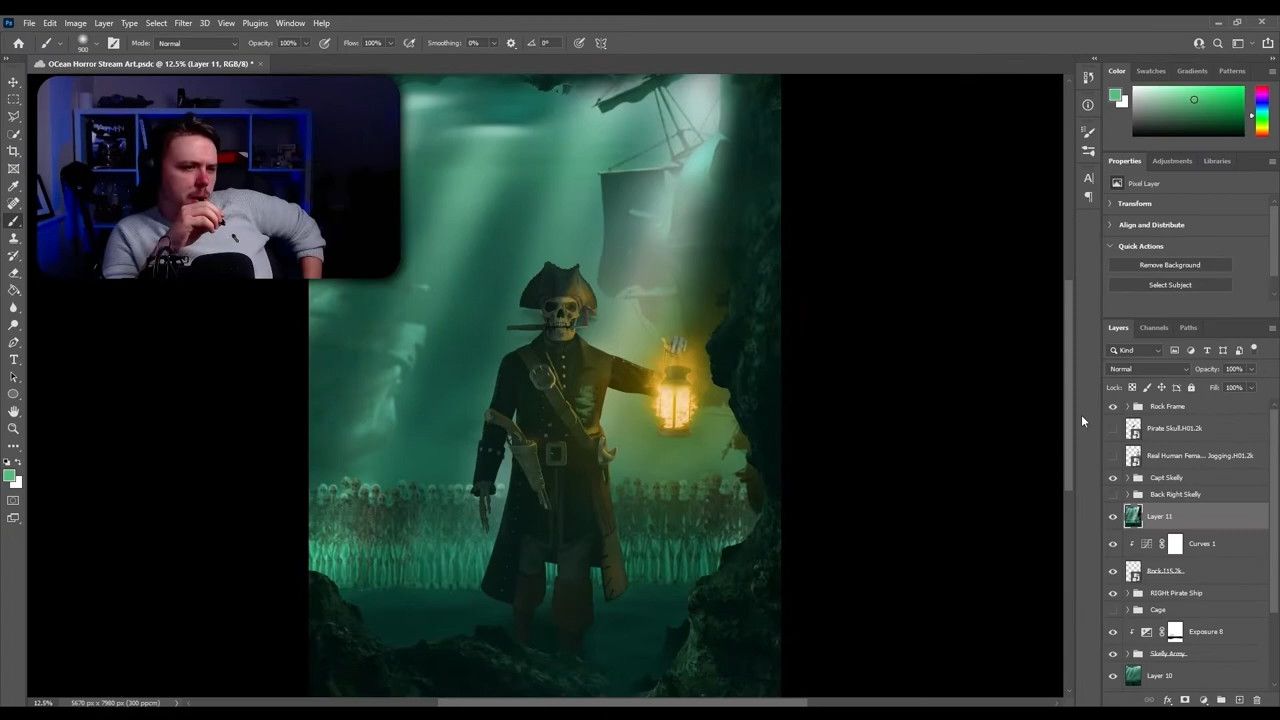 Ps File Edit Image Layer Type Select Filter 3D View Plugins Window Help
900 Mode: Normal Opacity: 100% Flow: 100% Smoothing: 0% 0°
OCean Horror Stream Art.psdc @ 12.5% (Layer 11, RGB/8) *
Color Swatches Gradients Patterns
Properties Adjustments Libraries
Pixel Layer
Transform
Align and Distribute
Quick Actions
Remove Background
Select Subject
Layers Channels Paths
Kind
Normal Opacity: 100%
Lock: Fill: 100%
Rock Frame
Pirate Skull.H01.2k
Real Human Fema... Jogging.H01.2k
Capt Skelly
Back Right Skelly
Layer 11
Curves 1
Rock.I15.2k
RIGHt Pirate Ship
Cage
Exposure 8
Skelly Army
Layer 10
12.5% 5670 px x 7980 px (300 ppcm)